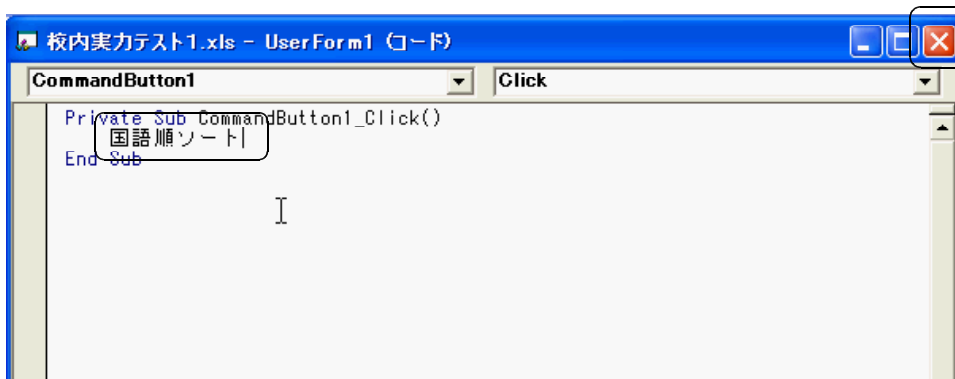 校内実力テスト1.xls - UserForm1 (コード)
CommandButton1 Click
Private Sub CommandButton1_Click()
国語順ソート
End Sub